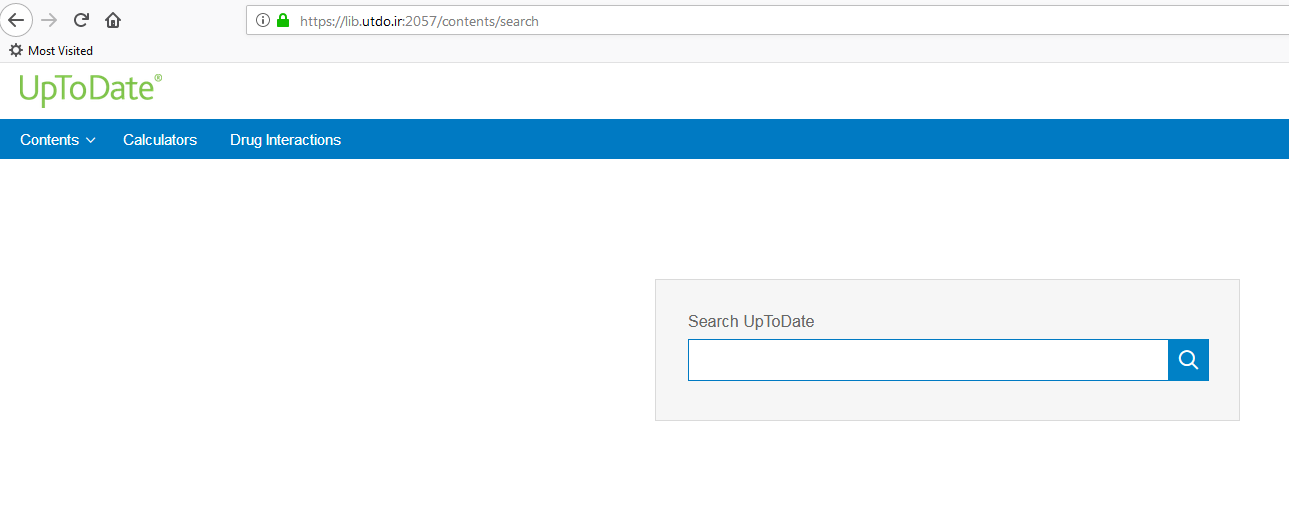 https://lib.utdo.ir:2057/contents/search
Most Visited
UpToDate®
Contents Calculators Drug Interactions
Search UpToDate